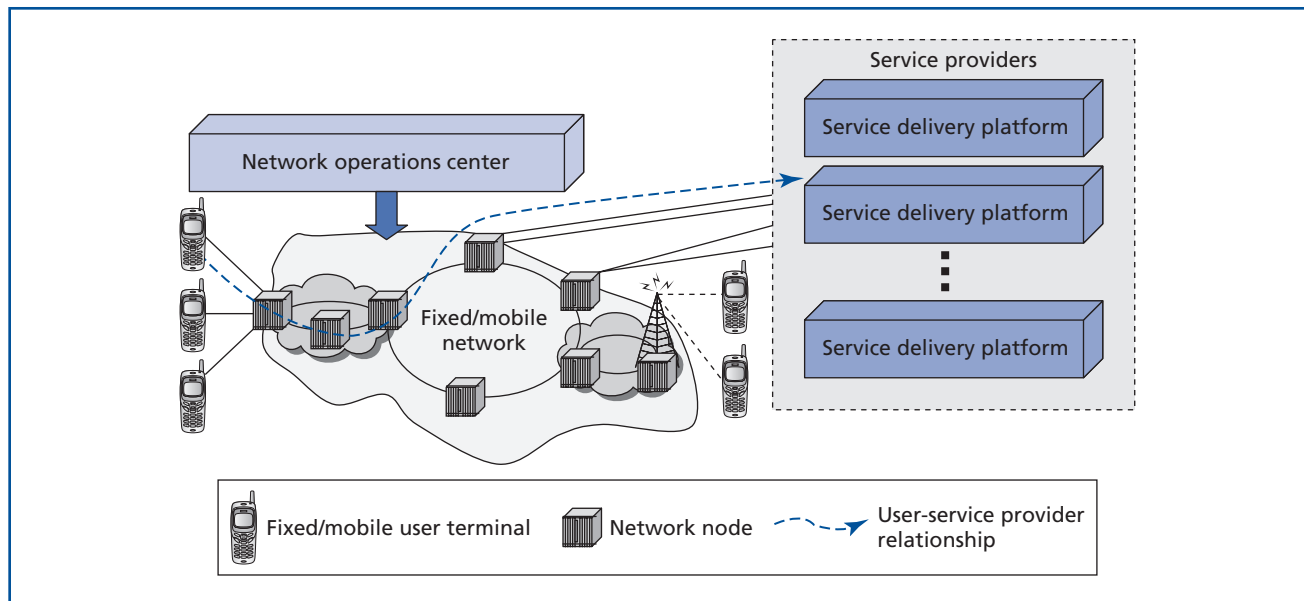 Service providers
Service delivery platform
Network operations center
Service delivery platform
Fixed/mobile
network
Service delivery platform
Fixed/mobile user terminal
Network node
User-service provider
relationship